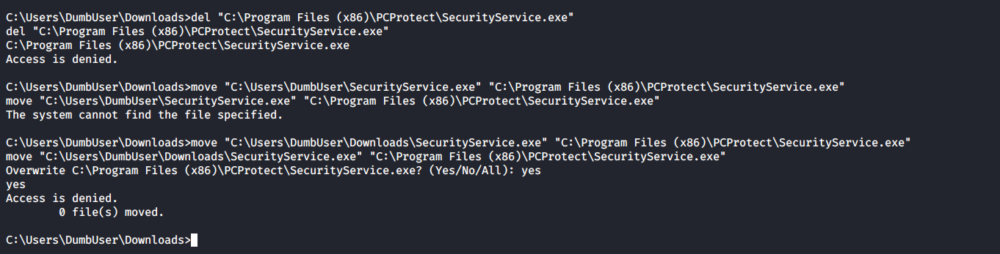 C:\Users\DumbUser\Downloads>del "C:\Program Files (x86)\PCProtect\SecurityService.exe"
del "C:\Program Files (x86)\PCProtect\SecurityService.exe"
C:\Program Files (x86)\PCProtect\SecurityService.exe
Access is denied.
C:\Users\DumbUser\Downloads>move "C:\Users\DumbUser\SecurityService.exe" "C:\Program Files (x86)\PCProtect\SecurityService.exe"
move "C:\Users\DumbUser\SecurityService.exe" "C:\Program Files (x86)\PCProtect\SecurityService.exe"
The system cannot find the file specified.
C:\Users\DumbUser\Downloads>move "C:\Users\DumbUser\Downloads\SecurityService.exe" "C:\Program Files (x86)\PCProtect\SecurityService.exe"
move "C:\Users\DumbUser\Downloads\SecurityService.exe" "C:\Program Files (x86)\PCProtect\SecurityService.exe"
Overwrite C:\Program Files (x86)\PCProtect\SecurityService.exe? (Yes/No/All): yes
yes
Access is denied.
        0 file(s) moved.
C:\Users\DumbUser\Downloads>